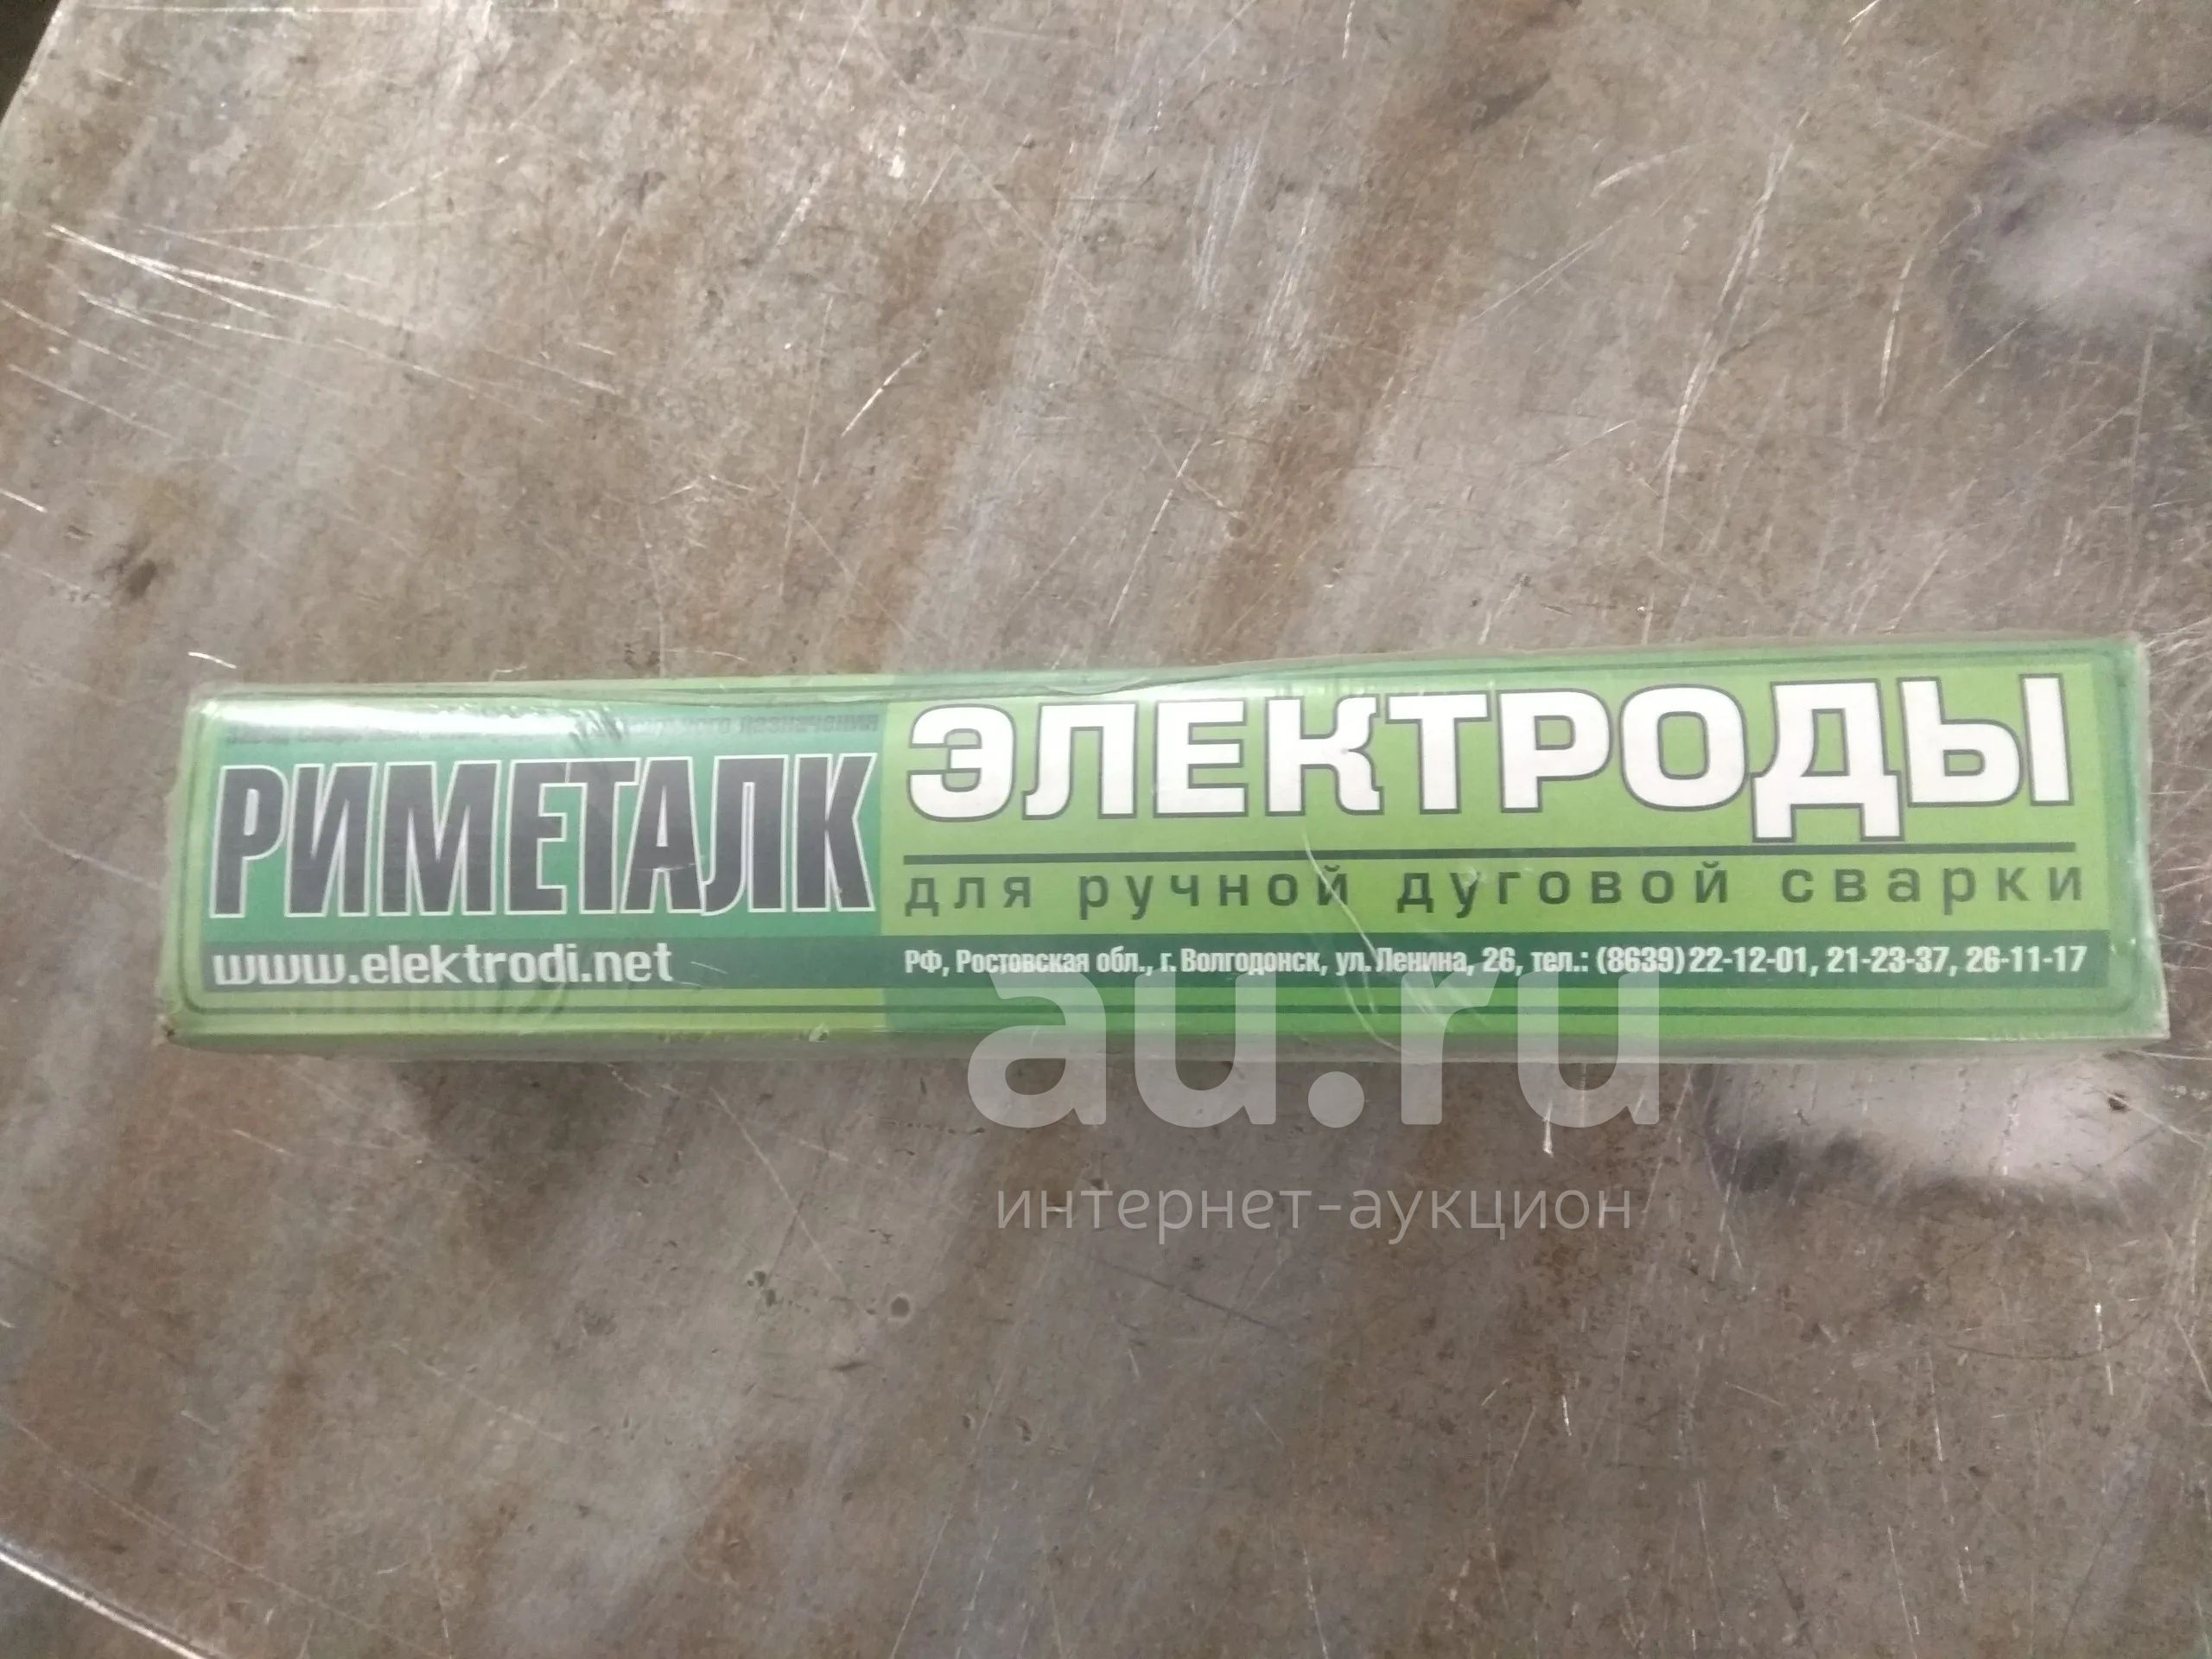 назначения
РИМЕТАЛК
www.elektrodi.net
ЭЛЕКТРОДЫ
для ручной дуговой сварки
РФ, Ростовская обл., г. Волгодонск, ул. Ленина, 26, тел.: (8639) 22-12-01, 21-23-37, 26-11-17
au.ru
интернет-аукцион